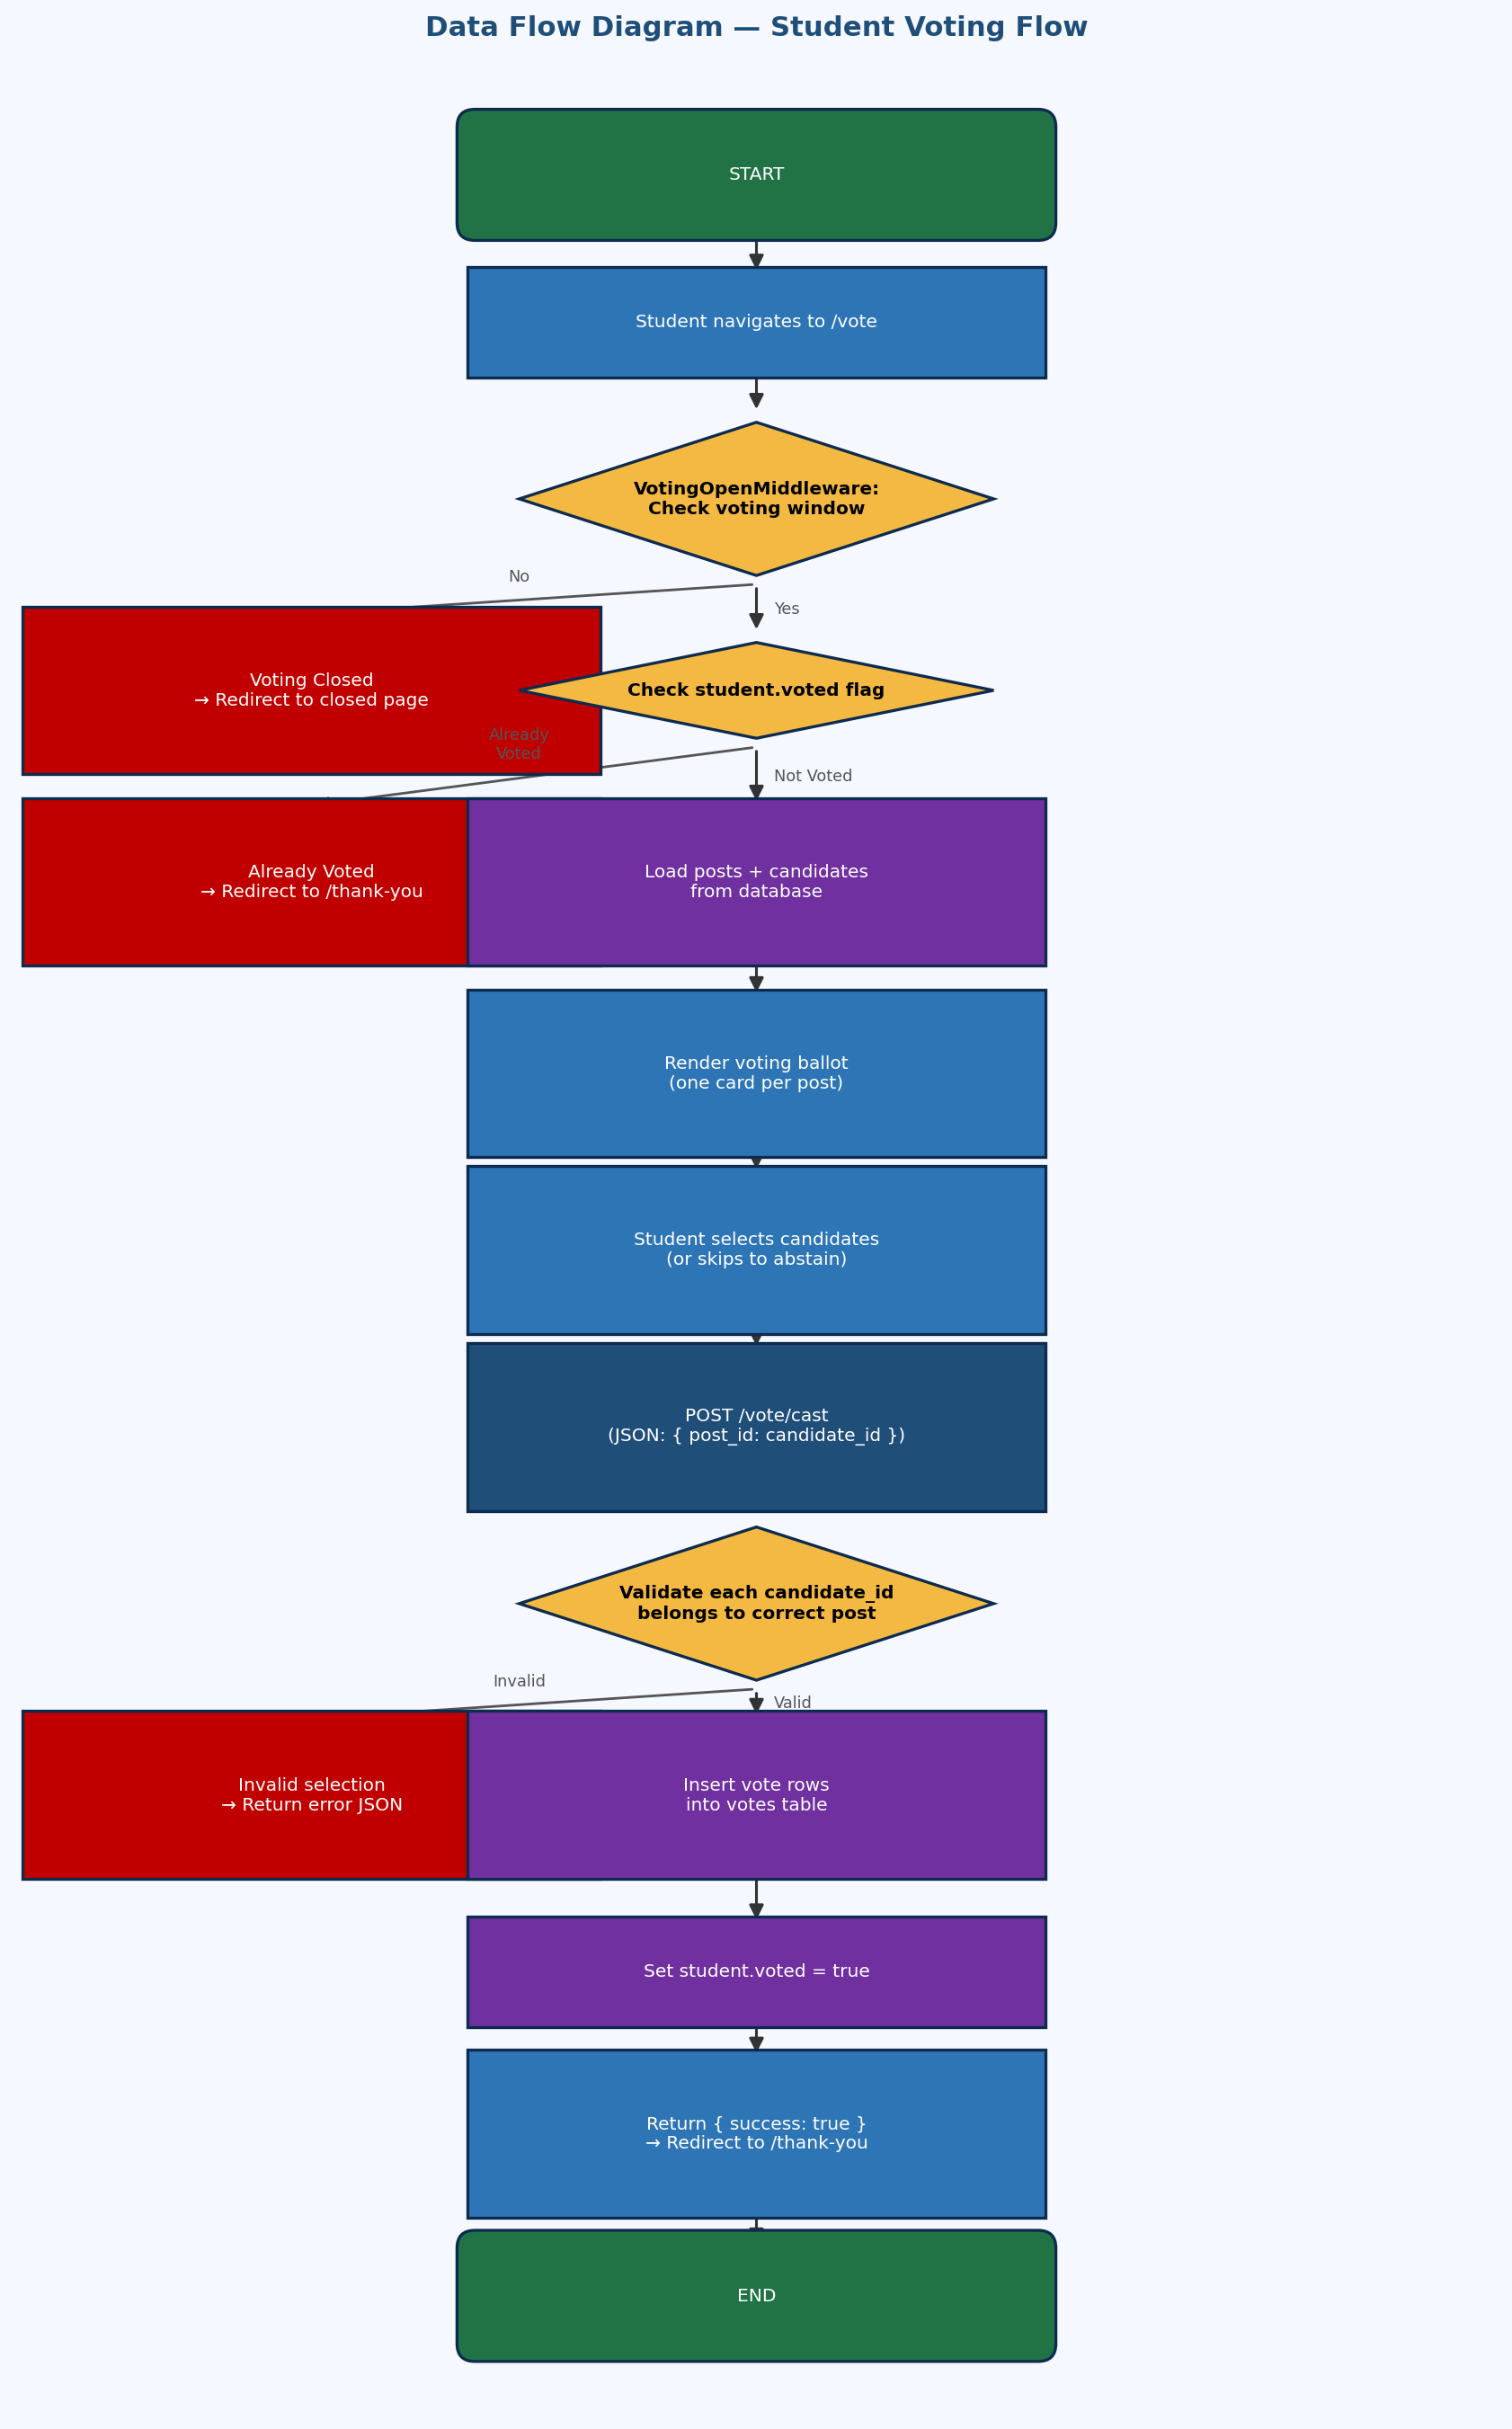 Data Flow Diagram — Student Voting Flow
START
Student navigates to /vote
VotingOpenMiddleware:
Check voting window
No
Yes
Voting Closed
→ Redirect to closed page
Check student.voted flag
Already
Voted
Not Voted
Already Voted
→ Redirect to /thank-you
Load posts + candidates
from database
Render voting ballot
(one card per post)
Student selects candidates
(or skips to abstain)
POST /vote/cast
(JSON: { post_id: candidate_id })
Validate each candidate_id
belongs to correct post
Invalid
Valid
Invalid selection
→ Return error JSON
Insert vote rows
into votes table
Set student.voted = true
Return { success: true }
→ Redirect to /thank-you
END